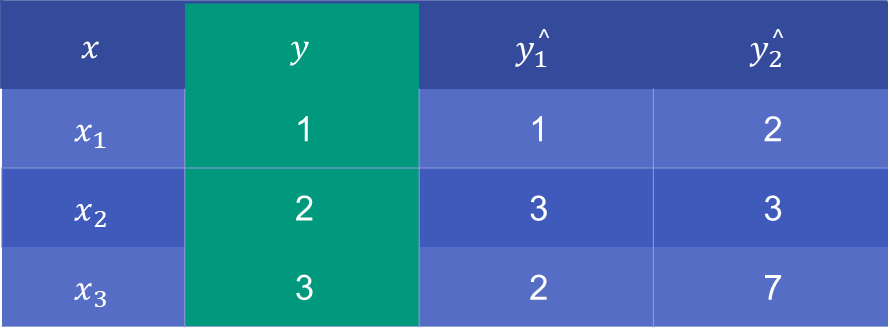 x y y₁^ y₂^
x₁ 1 1 2
x₂ 2 3 3
x₃ 3 2 7